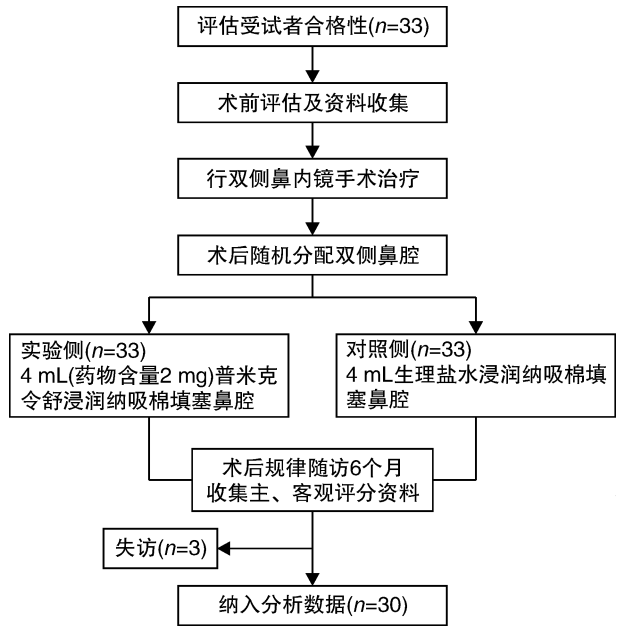 评估受试者合格性(n=33)
术前评估及资料收集
行双侧鼻内镜手术治疗
术后随机分配双侧鼻腔
实验侧(n=33)
4 mL(药物含量2 mg)普米克
令舒浸润纳吸棉填塞鼻腔
对照侧(n=33)
4 mL生理盐水浸润纳吸棉填
塞鼻腔
术后规律随访6个月
收集主、客观评分资料
失访(n=3)
纳入分析数据(n=30)